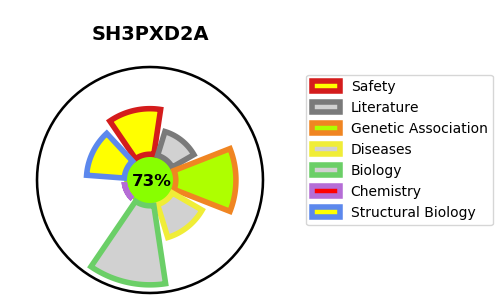 SH3PXD2A
73%
Safety
Literature
Genetic Association
Diseases
Biology
Chemistry
Structural Biology